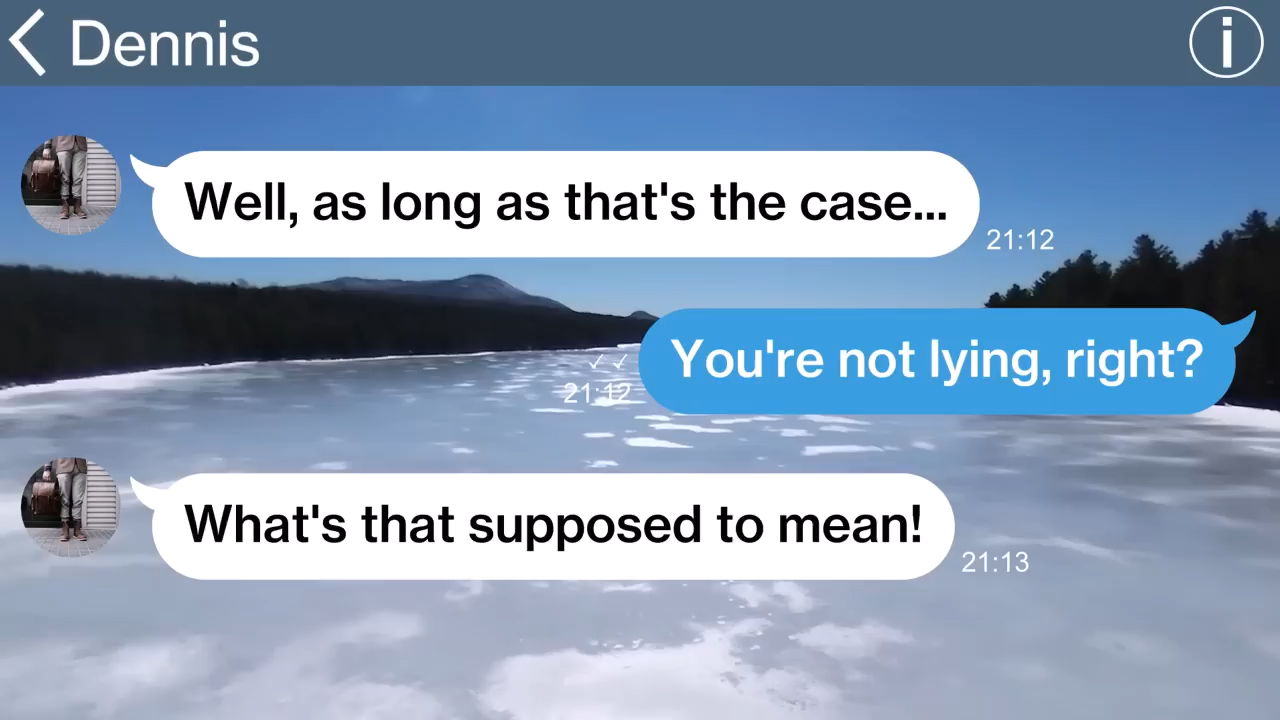 Dennis
Well, as long as that's the case...
21:12
You're not lying, right?
✓✓
21:12
What's that supposed to mean!
21:13